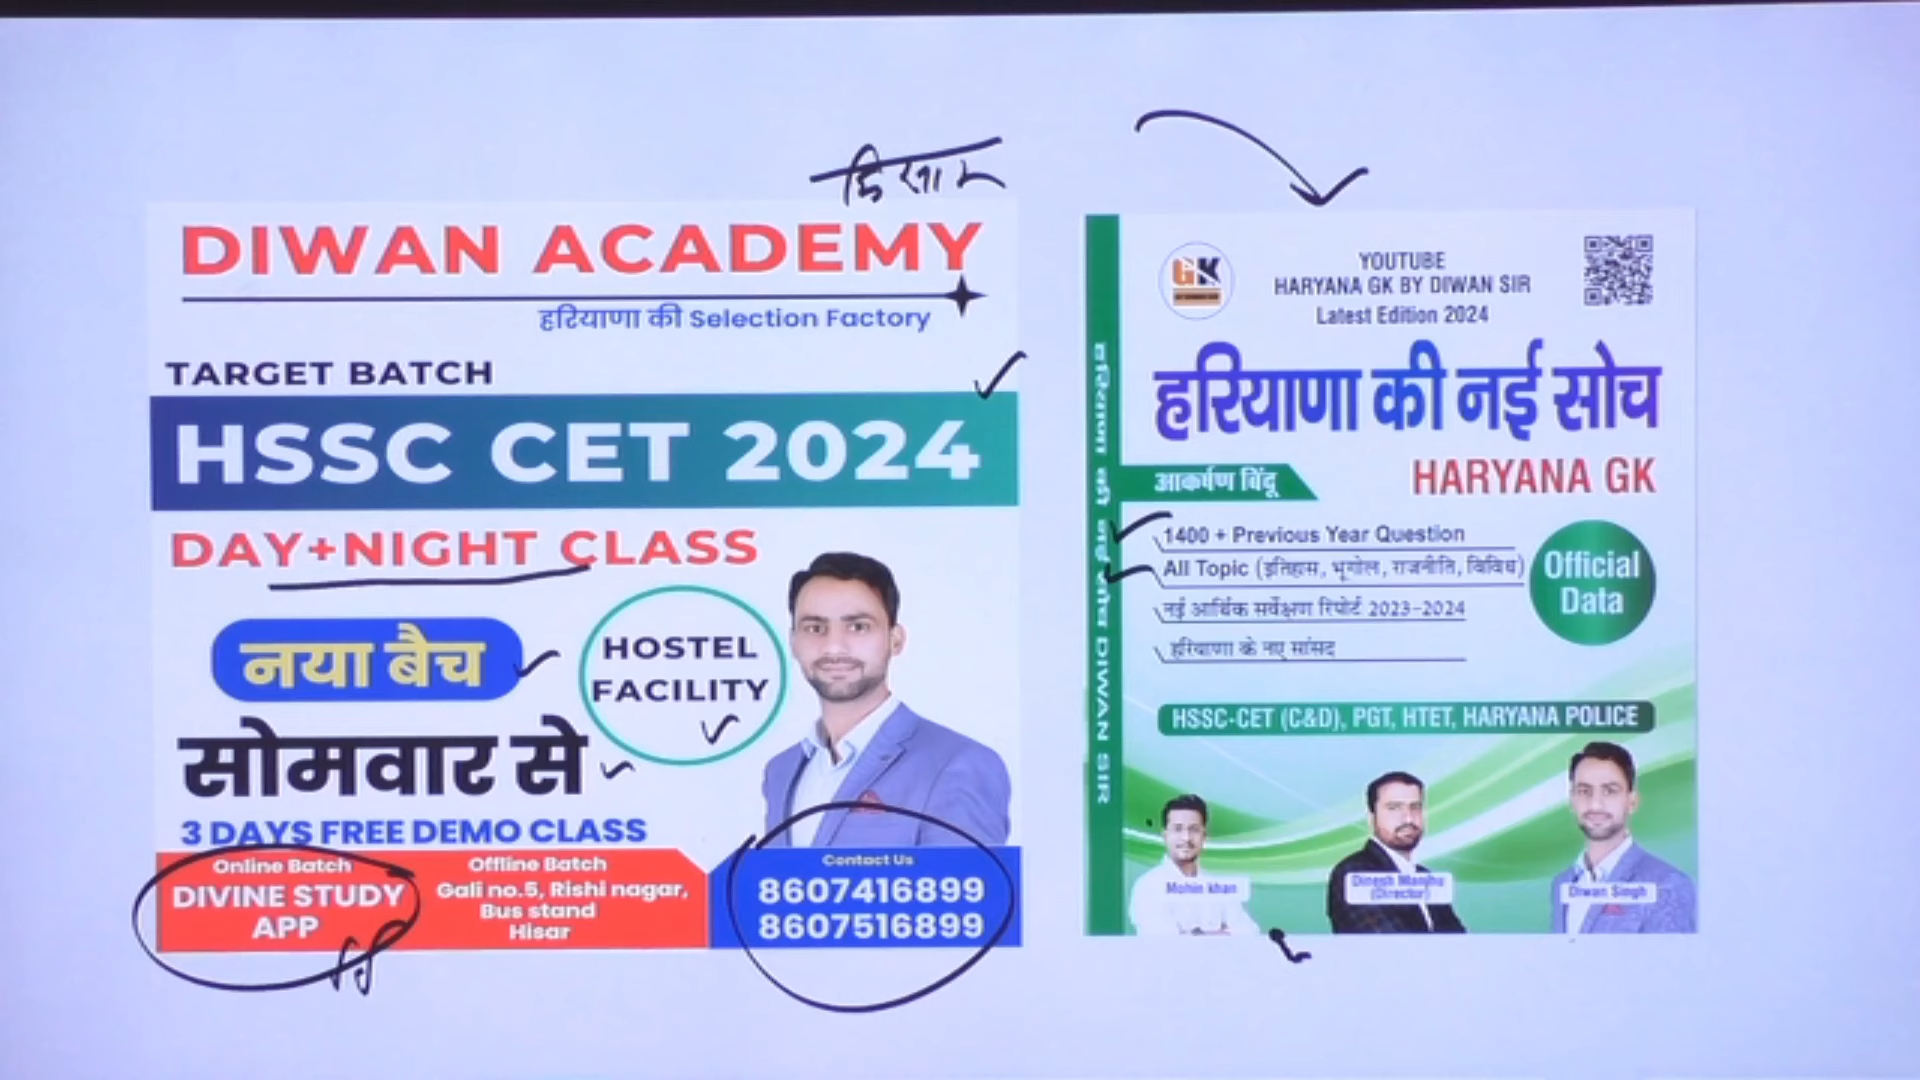 हिसार
DIWAN ACADEMY
हरियाणा की Selection Factory
TARGET BATCH
HSSC CET 2024
DAY+NIGHT CLASS
नया बैच
HOSTEL
FACILITY
सोमवार से
3 DAYS FREE DEMO CLASS
Online Batch
DIVINE STUDY
APP
Offline Batch
Gali no.5, Rishi nagar,
Bus stand
Hisar
Contact Us
8607416899
8607516899
हरियाणा की नई सोच DIWAN SIR
GK
YOUTUBE
HARYANA GK BY DIWAN SIR
Latest Edition 2024
हरियाणा की नई सोच
HARYANA GK
आकर्षण बिंदू
1400 + Previous Year Question
All Topic (इतिहास, भूगोल, राजनीति, विविध)
नई आर्थिक सर्वेक्षण रिपोर्ट 2023-2024
हरियाणा के नए सांसद
Official
Data
HSSC-CET (C&D), PGT, HTET, HARYANA POLICE
Mohin khan
Dinesh
(Director)
Diwan Singh